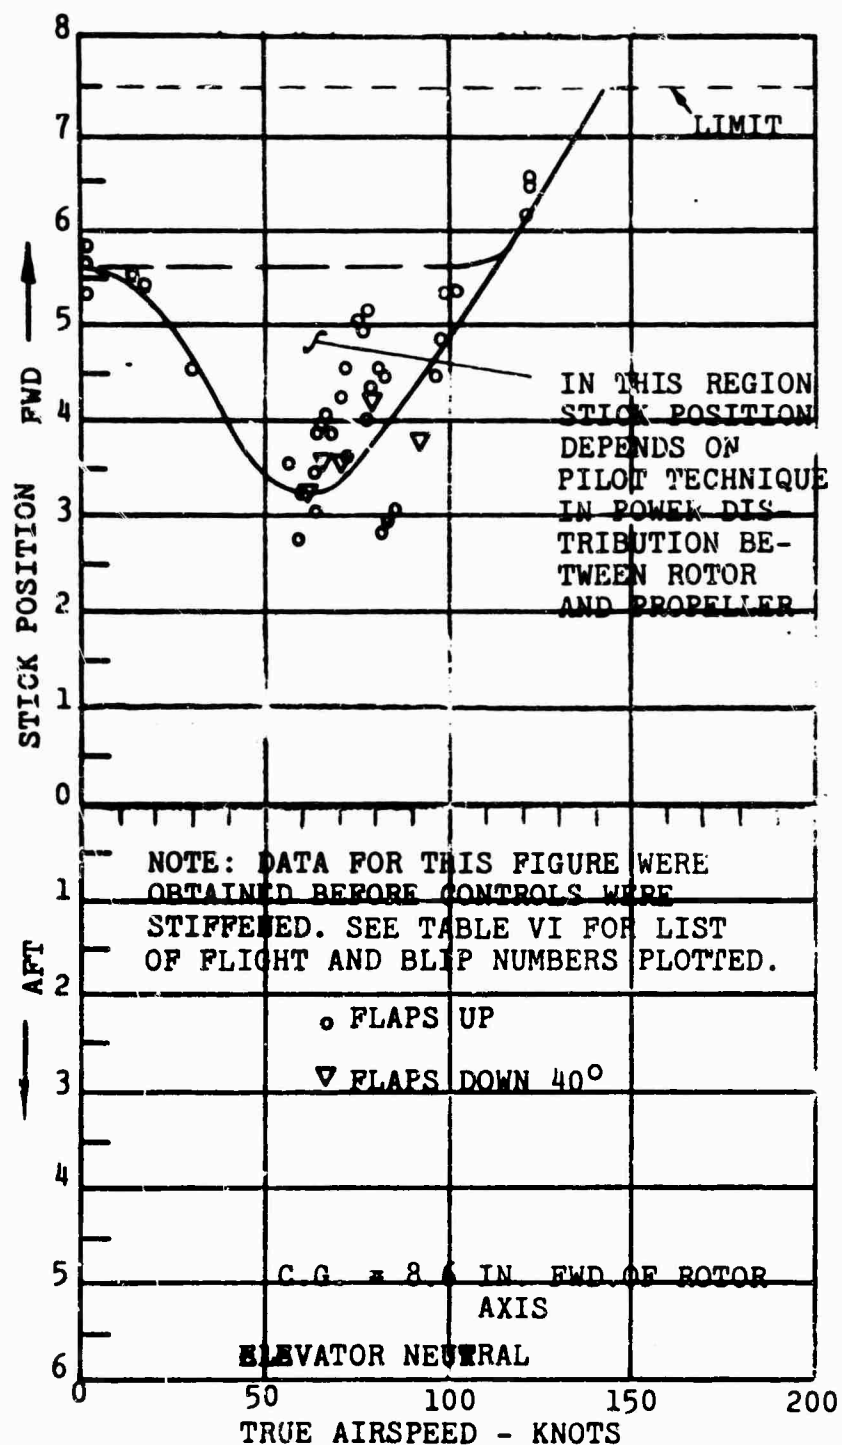 8
7
6
5
4
3
2
1
0
1
2
3
4
5
6
STICK POSITION FWD
AFT
LIMIT
IN THIS REGION
STICK POSITION
DEPENDS ON
PILOT TECHNIQUE
IN POWER DIS-
TRIBUTION BE-
TWEEN ROTOR
AND PROPELLER
NOTE: DATA FOR THIS FIGURE WERE
OBTAINED BEFORE CONTROLS WERE
STIFFENED. SEE TABLE VI FOR LIST
OF FLIGHT AND BLIP NUMBERS PLOTTED.
FLAPS UP
FLAPS DOWN 40°
C.G. = 8.6 IN. FWD.OF ROTOR
AXIS
ELEVATOR NEUTRAL
0 50 100 150 200
TRUE AIRSPEED - KNOTS